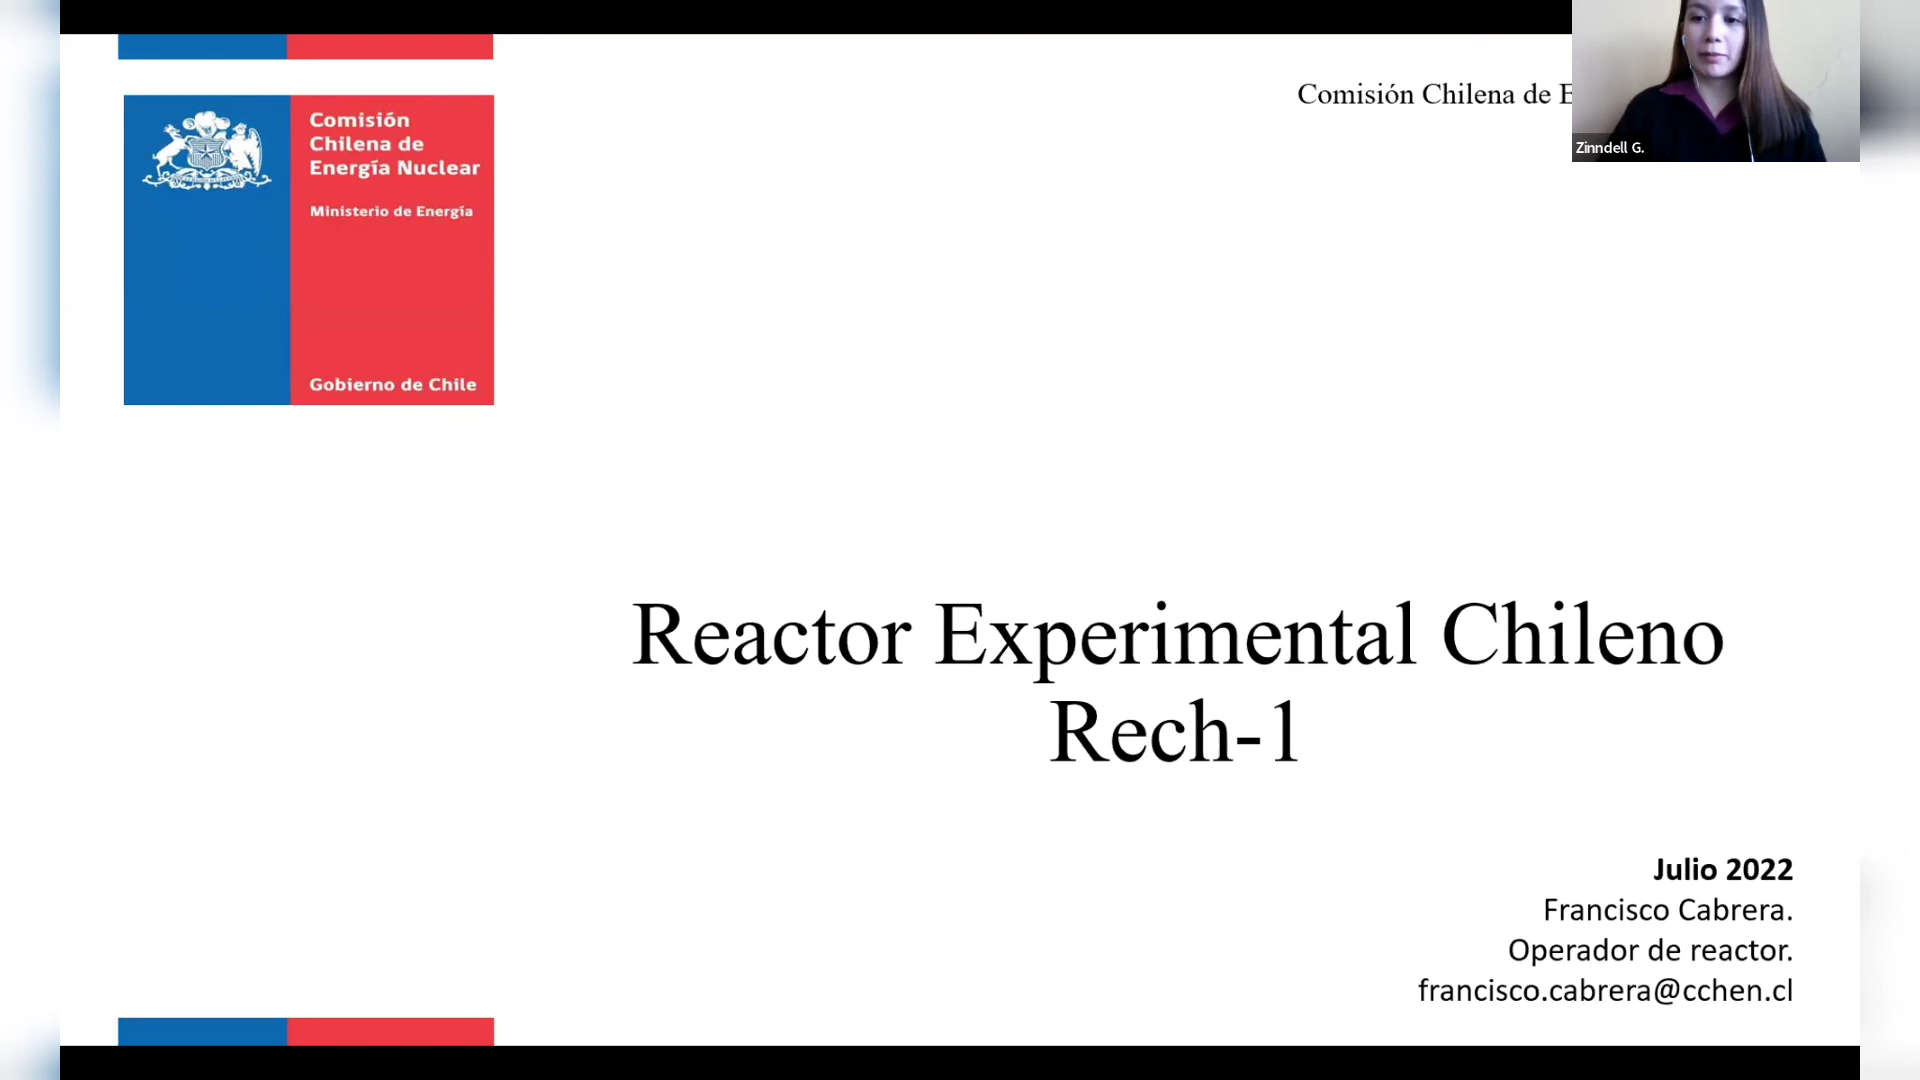 Comisión
Chilena de
Energía Nuclear
Ministerio de Energía
Gobierno de Chile
Comisión Chilena de
Zinndell G.
Reactor Experimental Chileno
Rech-1
Julio 2022
Francisco Cabrera.
Operador de reactor.
francisco.cabrera@cchen.cl